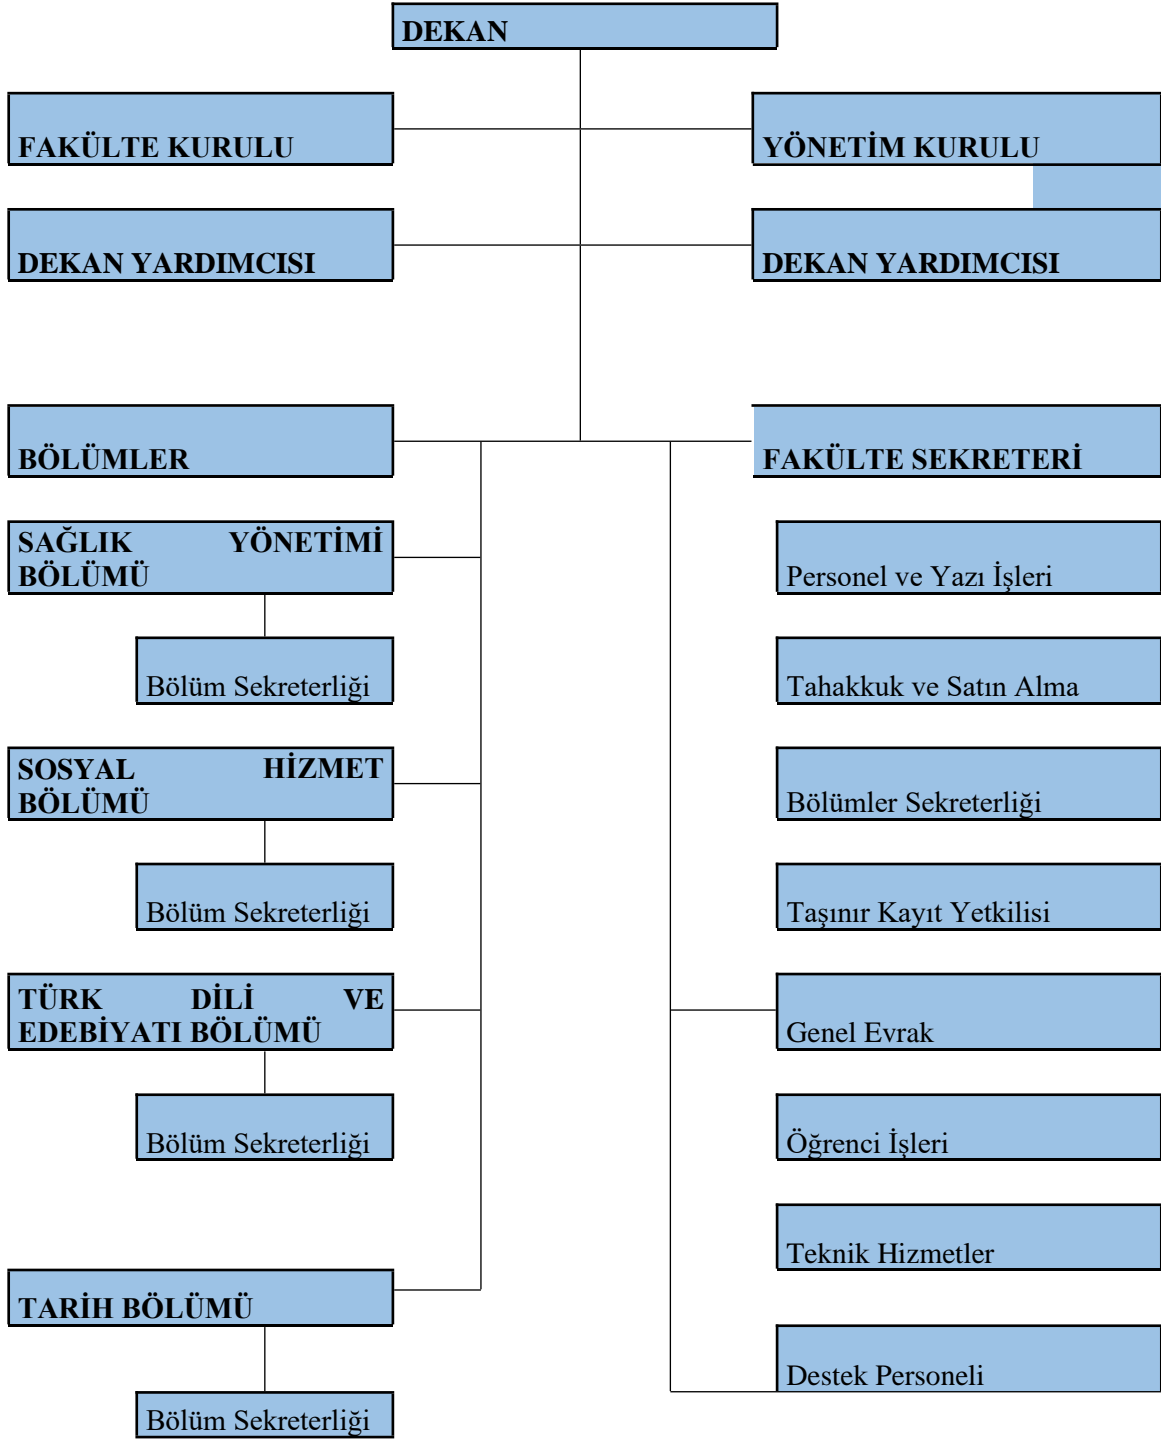 DEKAN
FAKÜLTE KURULU
YÖNETİM KURULU
DEKAN YARDIMCISI
DEKAN YARDIMCISI
BÖLÜMLER
FAKÜLTE SEKRETERİ
SAĞLIK YÖNETİMİ
BÖLÜMÜ
Personel ve Yazı İşleri
Bölüm Sekreterliği
Tahakkuk ve Satın Alma
SOSYAL HİZMET
BÖLÜMÜ
Bölümler Sekreterliği
Bölüm Sekreterliği
Taşınır Kayıt Yetkilisi
TÜRK DİLİ VE
EDEBİYATI BÖLÜMÜ
Genel Evrak
Bölüm Sekreterliği
Öğrenci İşleri
Teknik Hizmetler
TARİH BÖLÜMÜ
Destek Personeli
Bölüm Sekreterliği